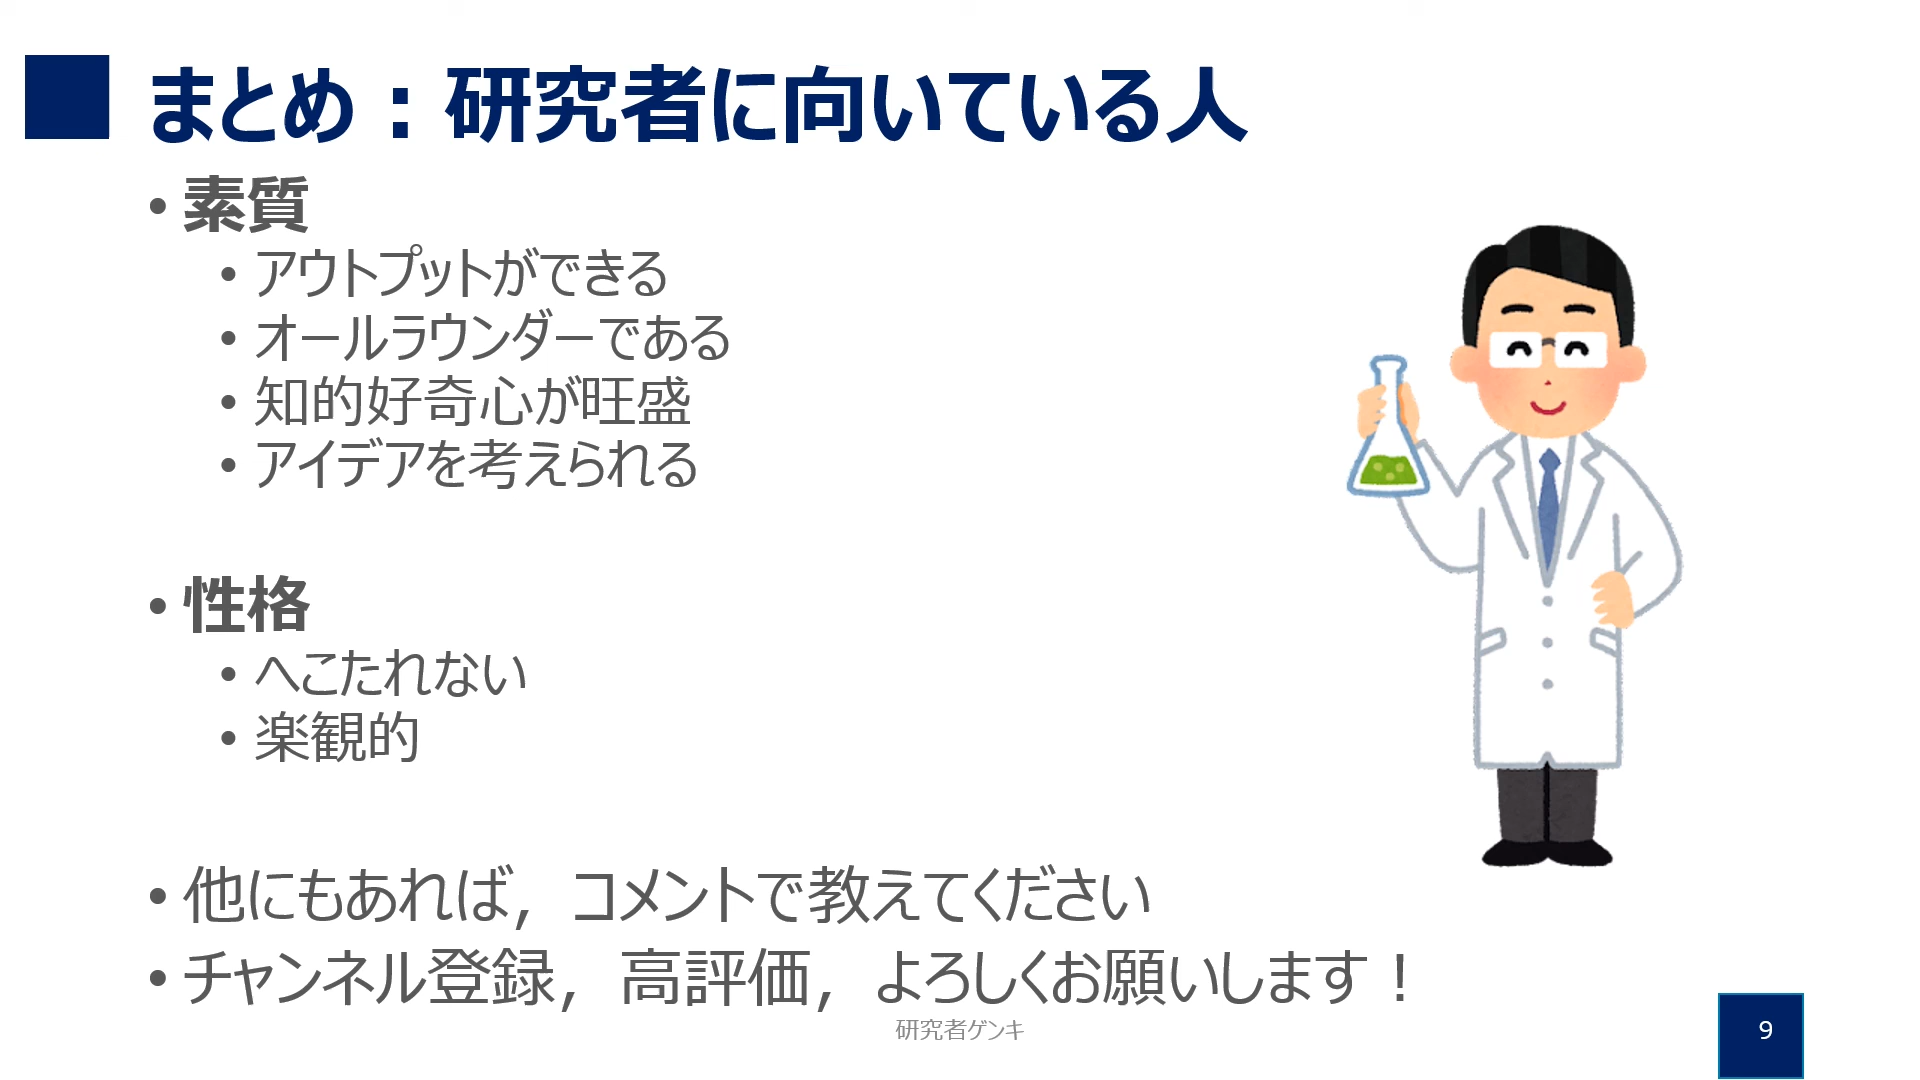 まとめ：研究者に向いている人
• 素質
• アウトプットができる
• オールラウンダーである
• 知的好奇心が旺盛
• アイデアを考えられる
• 性格
• へこたれない
• 楽観的
• 他にもあれば，コメントで教えてください
• チャンネル登録，高評価，よろしくお願いします！
研究者ゲンキ
9